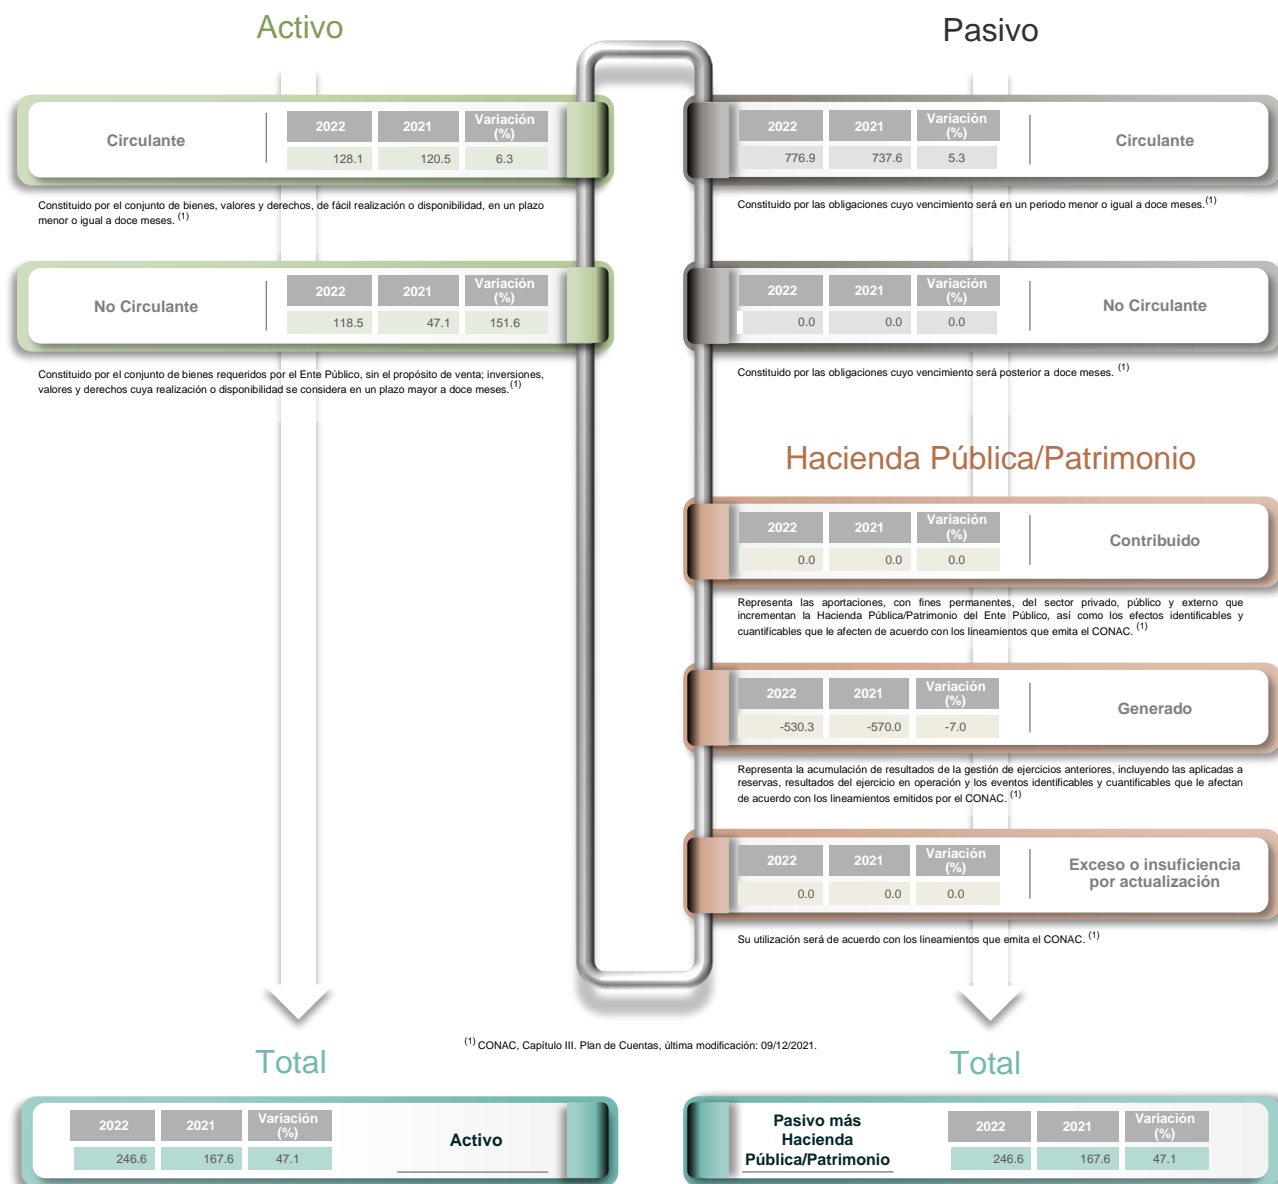 Activo
Circulante
2022 2021 Variación (%)
128.1 120.5 6.3
Constituido por el conjunto de bienes, valores y derechos, de fácil realización o disponibilidad, en un plazo
menor o igual a doce meses. (1)
No Circulante
2022 2021 Variación (%)
118.5 47.1 151.6
Constituido por el conjunto de bienes requeridos por el Ente Público, sin el propósito de venta; inversiones,
valores y derechos cuya realización o disponibilidad se considera en un plazo mayor a doce meses. (1)
Pasivo
2022 2021 Variación (%)
776.9 737.6 5.3
Circulante
Constituido por las obligaciones cuyo vencimiento será en un periodo menor o igual a doce meses. (1)
2022 2021 Variación (%)
0.0 0.0 0.0
No Circulante
Constituido por las obligaciones cuyo vencimiento será posterior a doce meses. (1)
Hacienda Pública/Patrimonio
2022 2021 Variación (%)
0.0 0.0 0.0
Contribuido
Representa las aportaciones, con fines permanentes, del sector privado, público y externo que
incrementan la Hacienda Pública/Patrimonio del Ente Público, así como los efectos identificables y
cuantificables que le afecten de acuerdo con los lineamientos que emita el CONAC. (1)
2022 2021 Variación (%)
-530.3 -570.0 -7.0
Generado
Representa la acumulación de resultados de la gestión de ejercicios anteriores, incluyendo las aplicadas a
reservas, resultados del ejercicio en operación y los eventos identificables y cuantificables que le afectan
de acuerdo con los lineamientos emitidos por el CONAC. (1)
2022 2021 Variación (%)
0.0 0.0 0.0
Exceso o insuficiencia
por actualización
Su utilización será de acuerdo con los lineamientos que emita el CONAC. (1)
(1) CONAC, Capítulo III. Plan de Cuentas, última modificación: 09/12/2021.
Total
2022 2021 Variación (%)
246.6 167.6 47.1
Activo
Total
Pasivo más
Hacienda
Pública/Patrimonio
2022 2021 Variación (%)
246.6 167.6 47.1